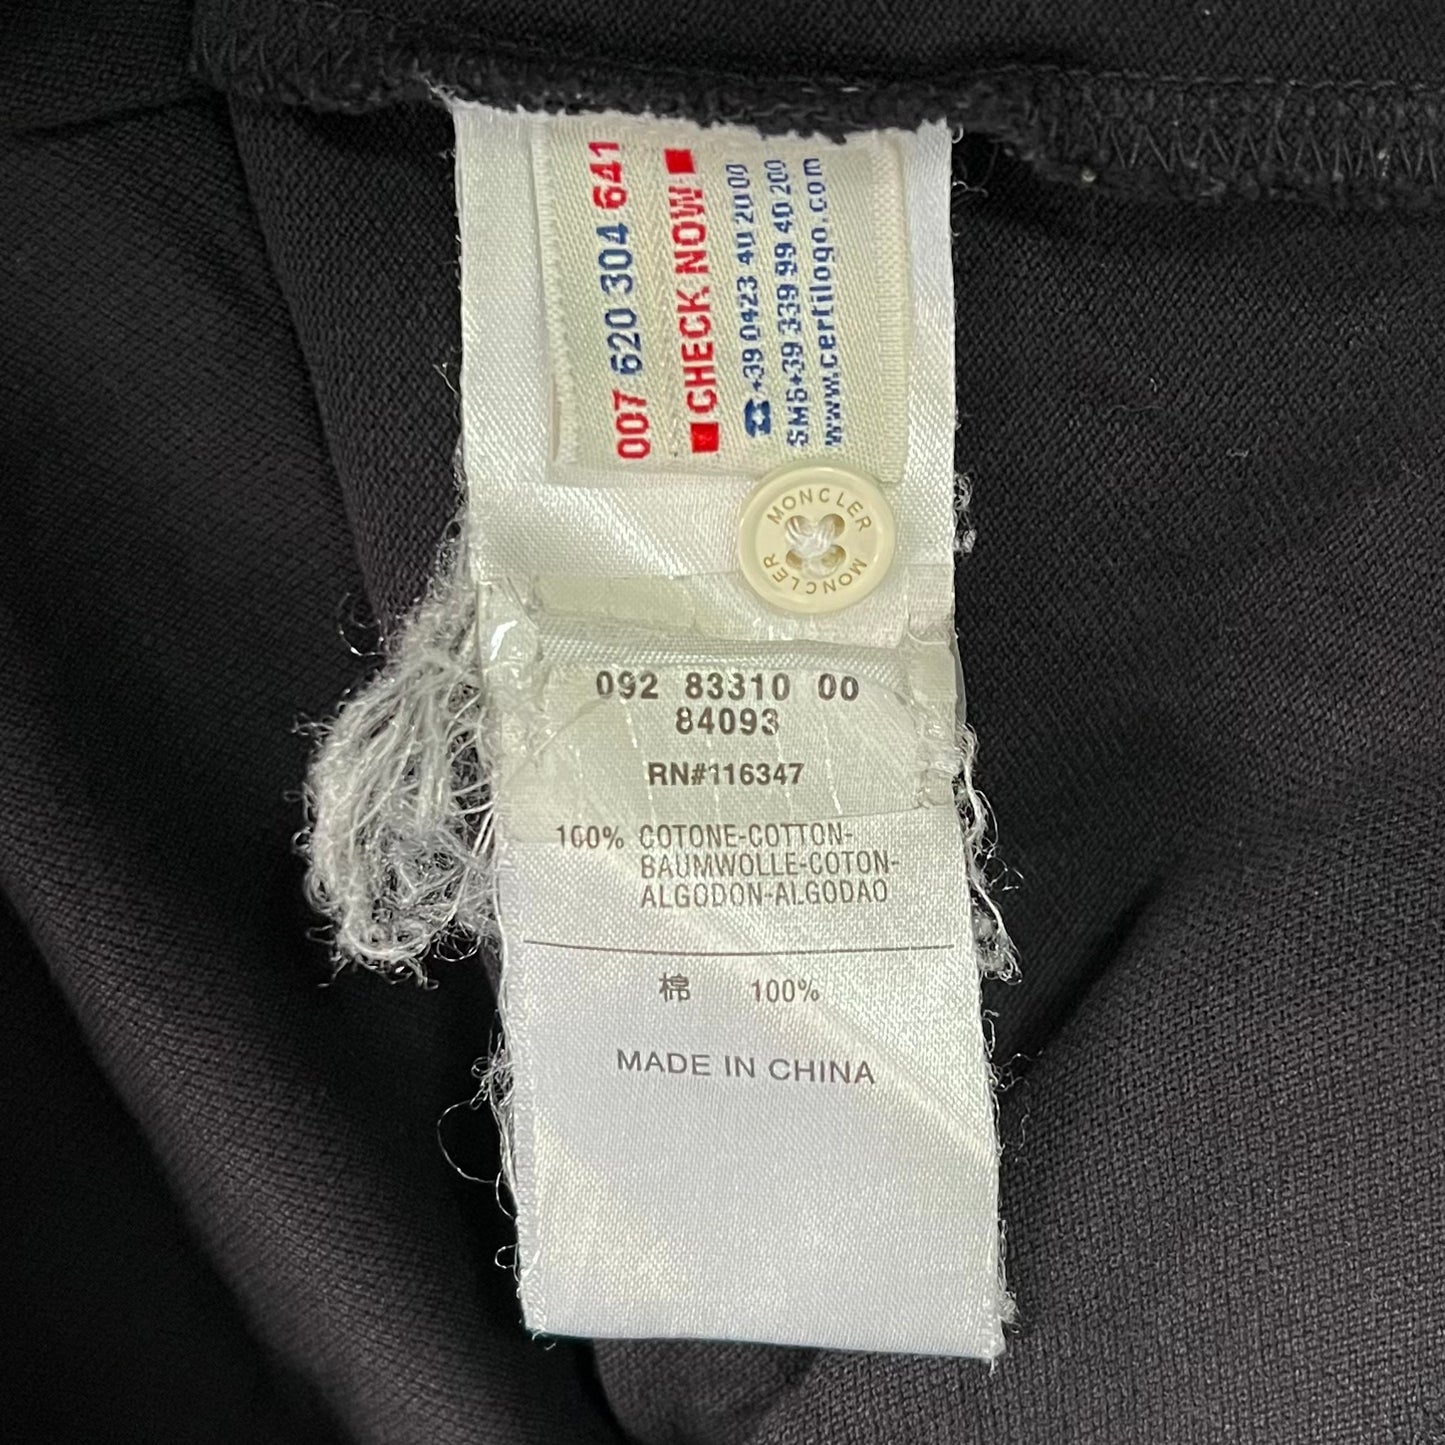 007 620 304 641
CHECK NOW
☎+39 0423 40 20 00
SMS+39 339 99 40 200
www.certilogo.com
MONCLER
MONCLER
092 83310 00
84093
RN#116347
100% COTONE-COTTON-
BAUMWOLLE-COTON-
ALGODON-ALGODAO
棉 100%
MADE IN CHINA